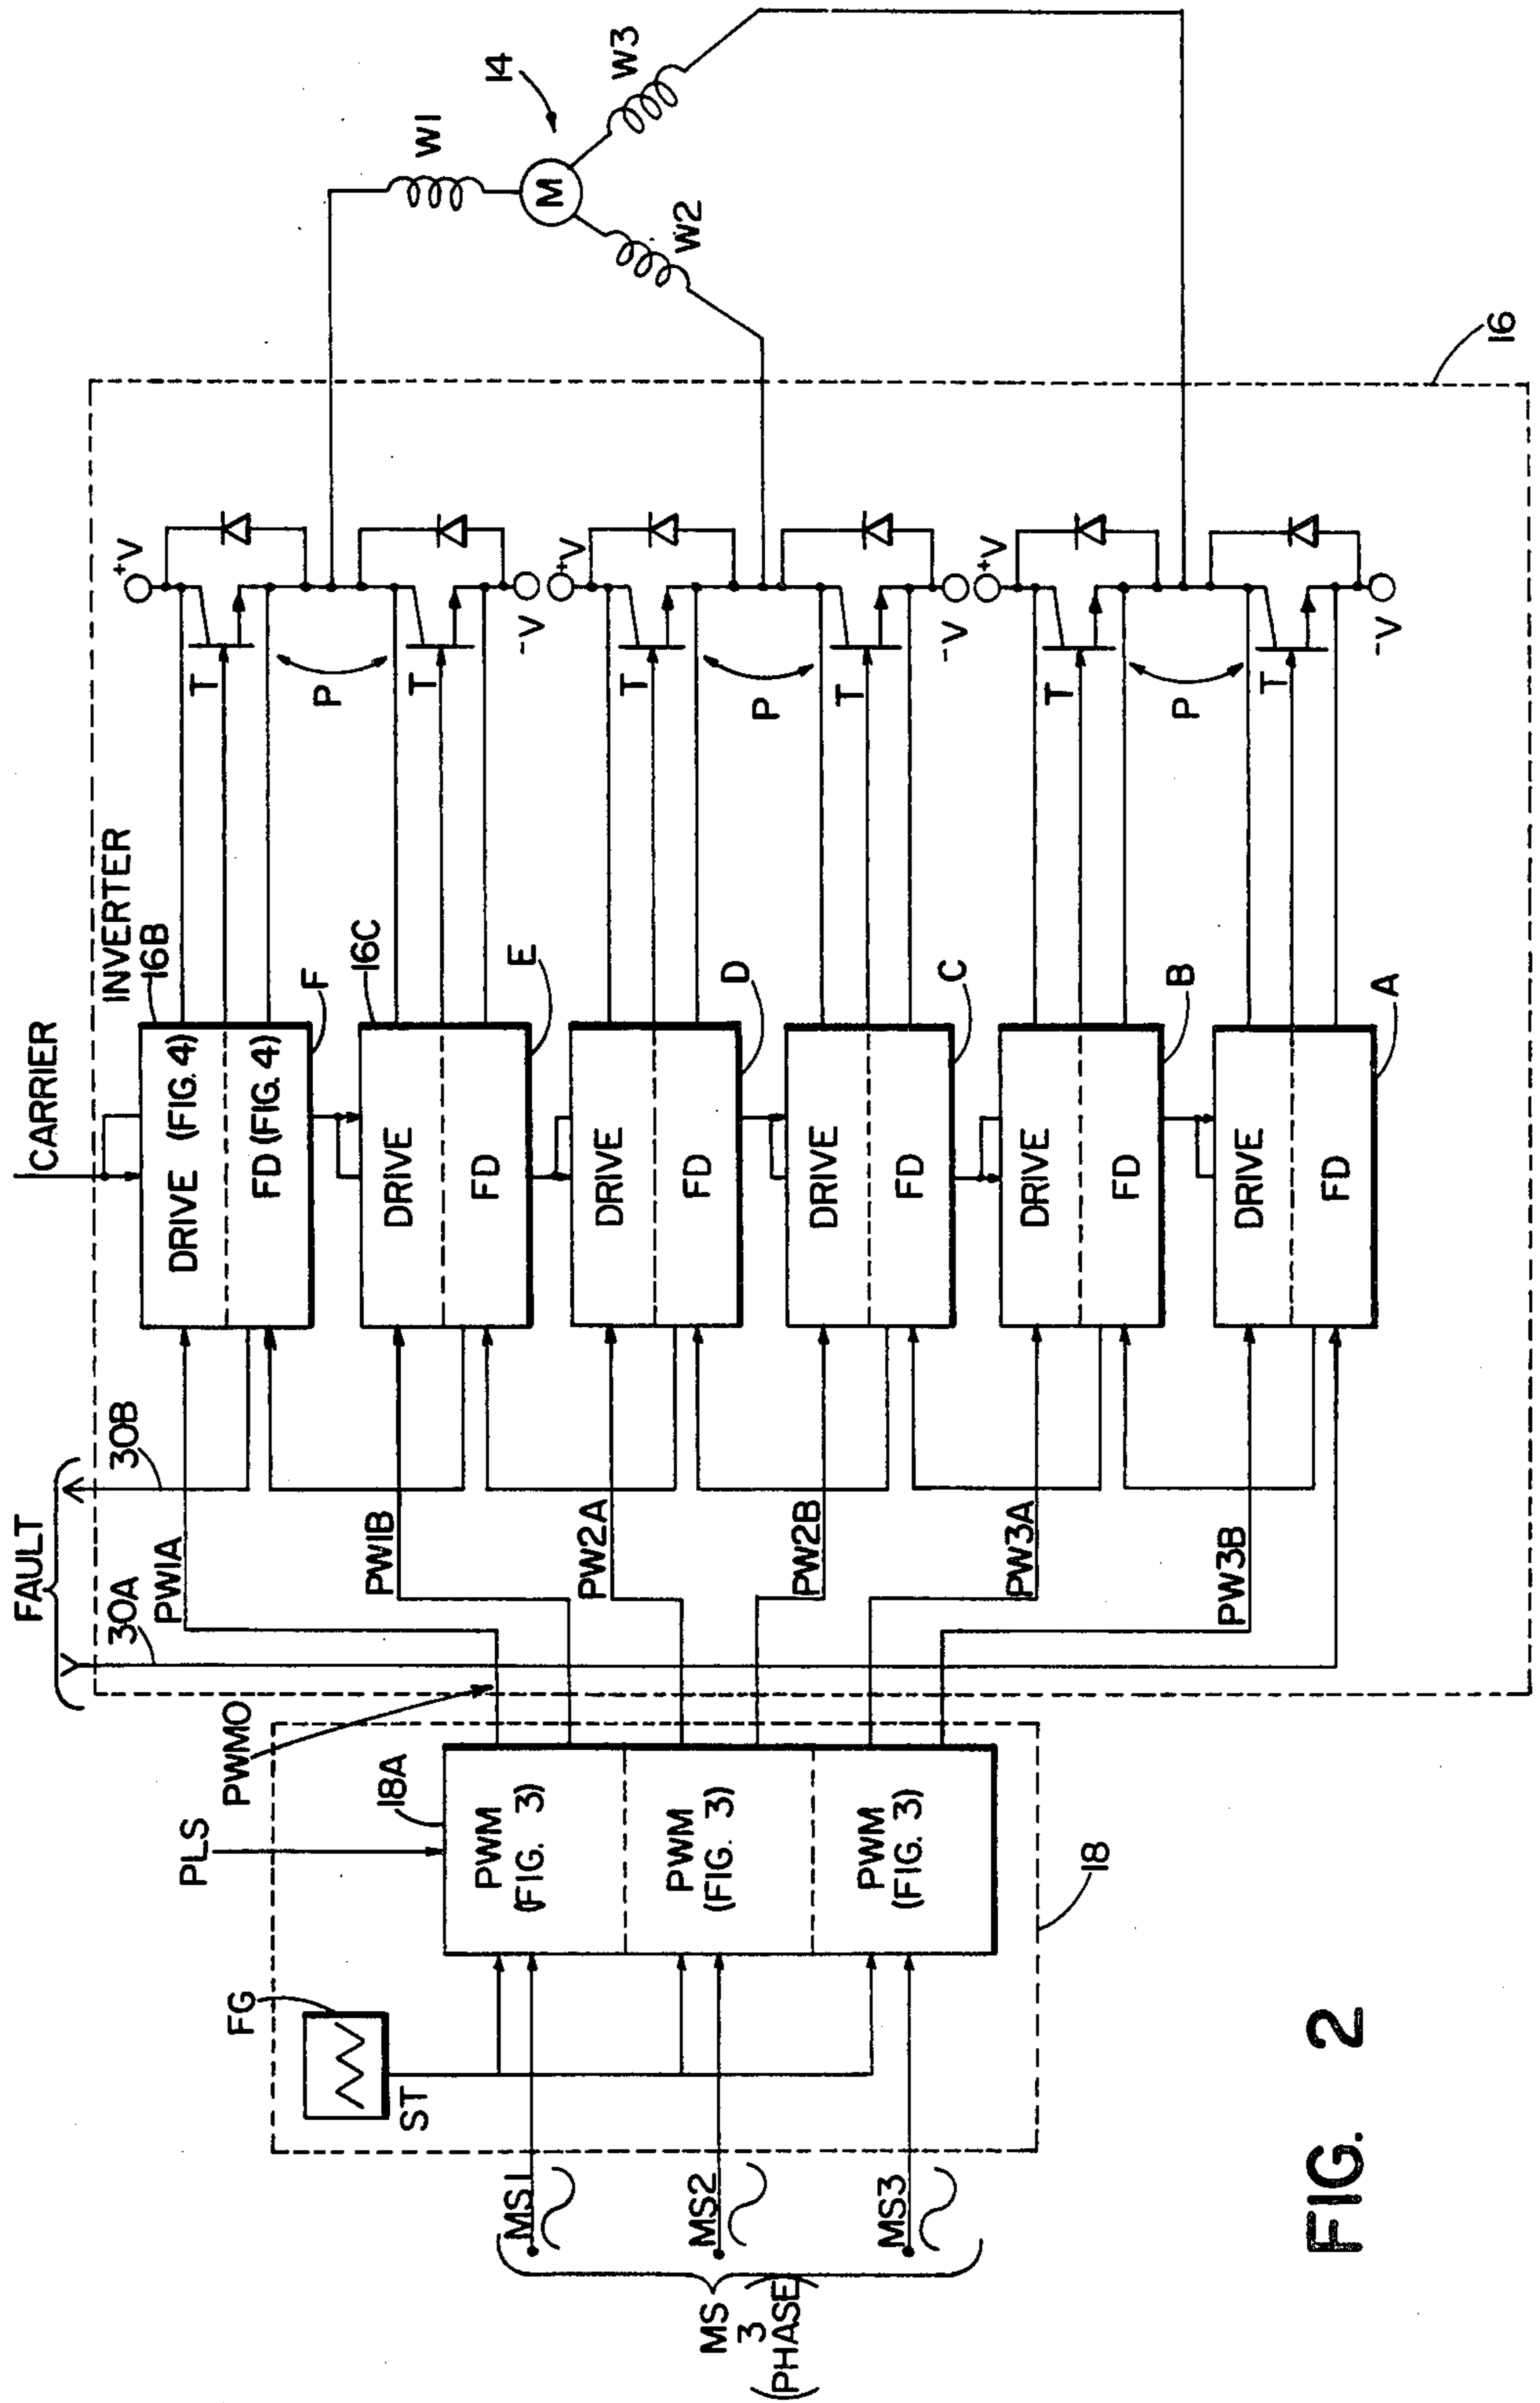 FAULT
30A
30B
CARRIER
INVERTER
16B
16C
DRIVE (FIG. 4)
FD (FIG. 4)
F
DRIVE
FD
E
DRIVE
FD
D
DRIVE
FD
C
DRIVE
FD
B
DRIVE
FD
A
PW1A
PW1B
PW2A
PW2B
PW3A
PW3B
PWMO
PLS
18A
PWM
(FIG. 3)
PWM
(FIG. 3)
PWM
(FIG. 3)
18
FG
ST
MS1
MS2
MS3
MS
3
(PHASE)
+V
T
P
T
-V
+V
T
P
T
-V
+V
T
P
T
-V
W1
W2
W3
M
14
16
FIG. 2